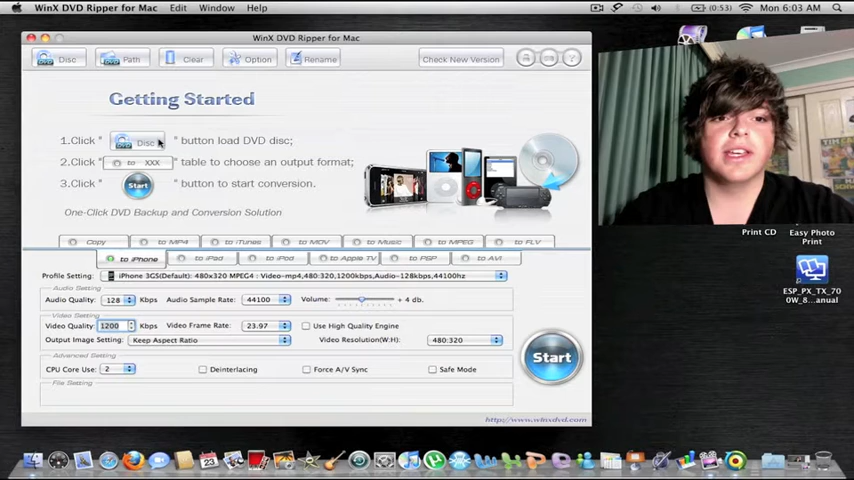 WinX DVD Ripper for Mac Edit Window Help (0:53) Mon 6:03 AM
WinX DVD Ripper for Mac
Disc Path Clear Option Rename Check New Version
Getting Started
1.Click " Disc " button load DVD disc;
2.Click " to XXX " table to choose an output format;
3.Click " Start " button to start conversion.
One-Click DVD Backup and Conversion Solution
Copy to MP4 to iTunes to MOV to Music to MPEG to FLV
to iPhone to iPad to iPod to Apple TV to PSP to AVI
Profile Setting: iPhone 3GS(Default): 480x320 MPEG4 : Video-mp4,480:320,1200kbps,Audio-128kbps,44100hz
Audio Setting
Audio Quality: 128 Kbps Audio Sample Rate: 44100 Volume: + 4 db.
Video Setting
Video Quality: 1200 Kbps Video Frame Rate: 23.97 Use High Quality Engine
Output Image Setting: Keep Aspect Ratio Video Resolution(W:H): 480:320
Start
Advanced Setting
CPU Core Use: 2 Deinterlacing Force A/V Sync Safe Mode
File Setting
http://www.winxdvd.com
Print CD
Easy Photo
Print
ESP_PX_TX_70
0W_8...anual